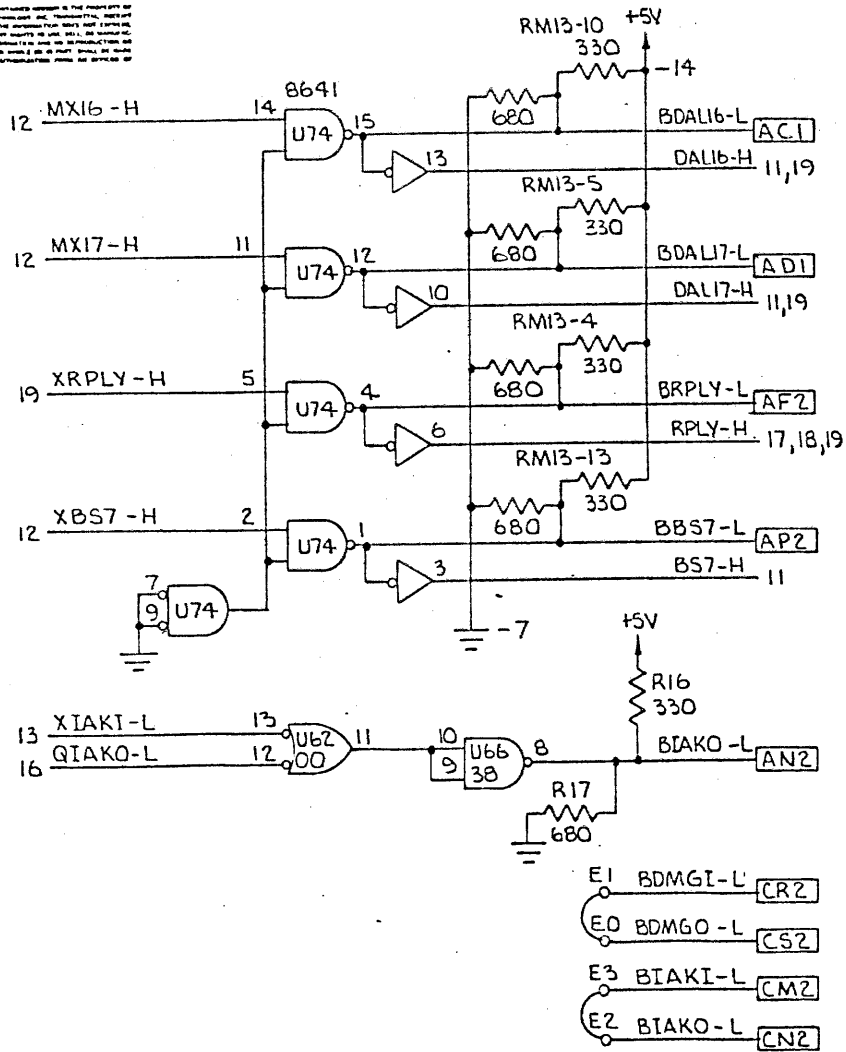 RM13-10
330
+5V
-14
8641
12 MX16-H 14
U74
15
680
BDAL16-L
AC1
13
DAL16-H
11,19
RM13-5
330
12 MX17-H 11
U74
12
680
BDAL17-L
AD1
10
DAL17-H
11,19
RM13-4
330
19 XRPLY-H 5
U74
4
680
BRPLY-L
AF2
6
RPLY-H
17,18,19
RM13-13
330
12 XBS7-H 2
U74
1
680
BBS7-L
AP2
3
BS7-H
11
7
9
U74
-7
+5V
R16
330
13 XIAKI-L 13
16 QIAKO-L 12
U62
00
11
10
9
U66
38
8
BIAKO-L
AN2
R17
680
E1 BDMGI-L
CR2
E0 BDMGO-L
CS2
E3 BIAKI-L
CM2
E2 BIAKO-L
CN2